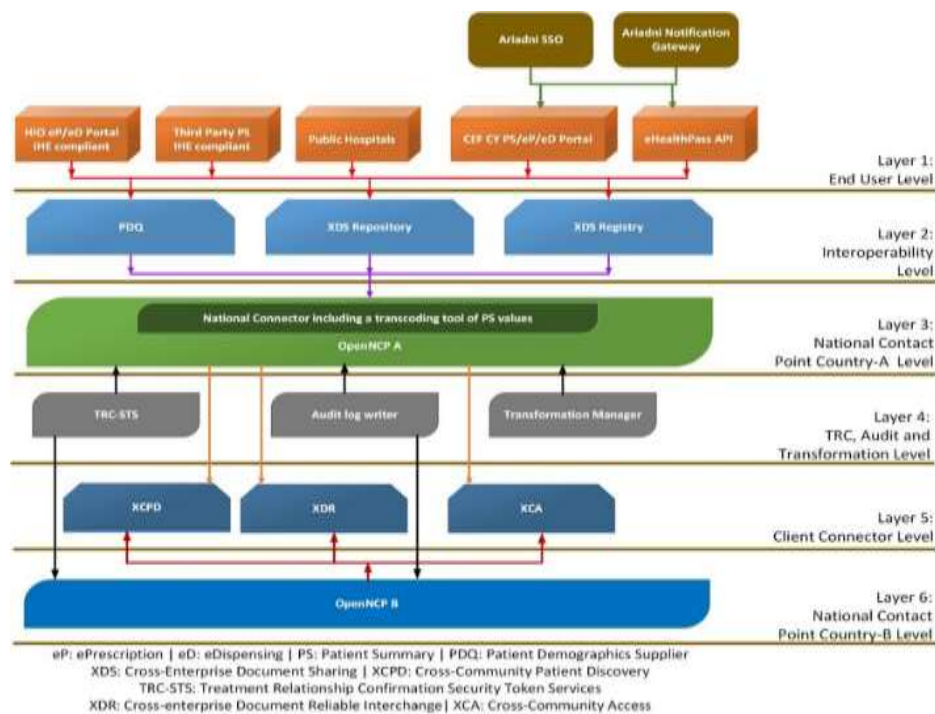 Ariadni SSO
Ariadni Notification
Gateway
HIO eP/eD Portal
IHE compliant
Third Party PS
IHE compliant
Public Hospitals
CEF CY PS/eP/eD Portal
eHealthPass API
Layer 1:
End User Level
PDQ
XDS Repository
XDS Registry
Layer 2:
Interoperability
Level
National Connector including a transcoding tool of PS values
OpenNCP A
Layer 3:
National Contact
Point Country-A Level
TRC-STS
Audit log writer
Transformation Manager
Layer 4:
TRC, Audit and
Transformation Level
XCPD
XDR
XCA
Layer 5:
Client Connector Level
OpenNCP B
Layer 6:
National Contact
Point Country-B Level
eP: ePrescription | eD: eDispensing | PS: Patient Summary | PDQ: Patient Demographics Supplier
XDS: Cross-Enterprise Document Sharing | XCPD: Cross-Community Patient Discovery
TRC-STS: Treatment Relationship Confirmation Security Token Services
XDR: Cross-enterprise Document Reliable Interchange| XCA: Cross-Community Access